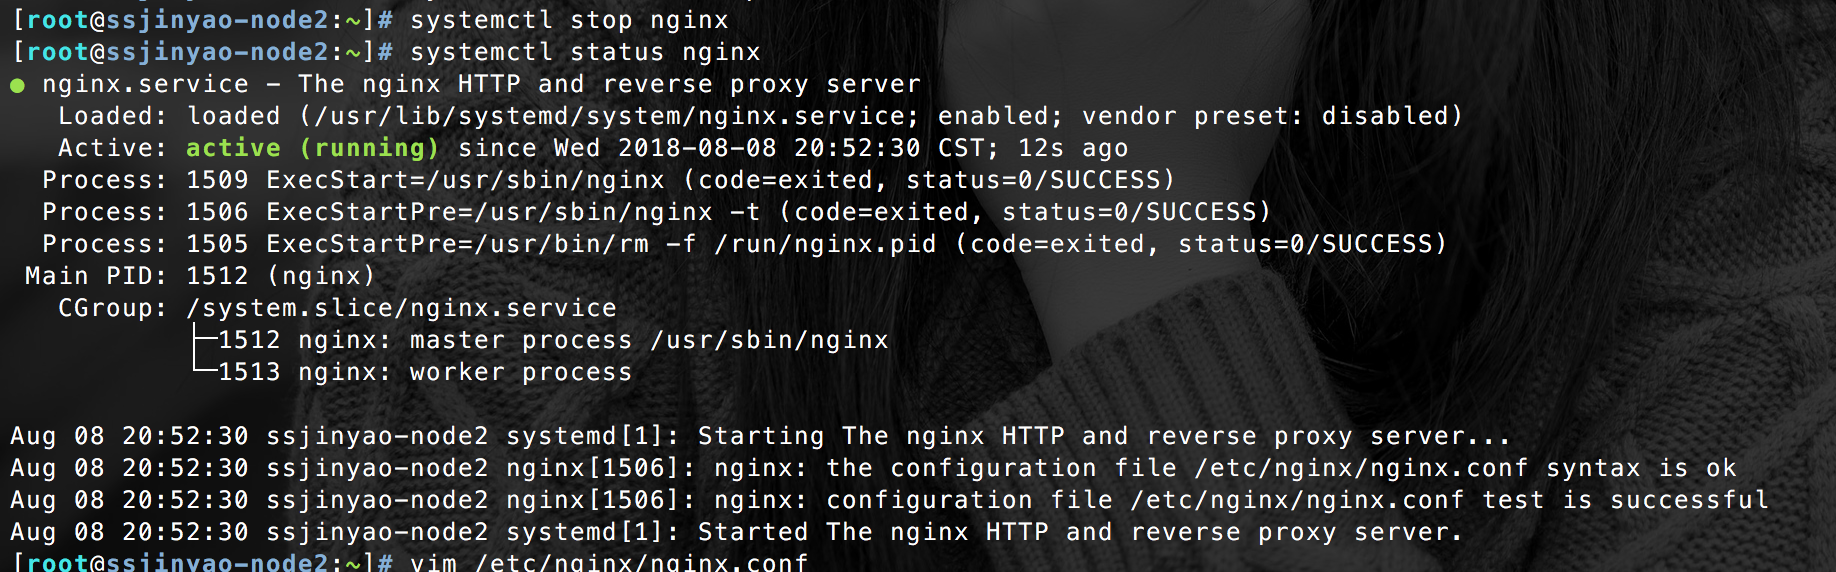 [root@ssjinyao-node2:~]# systemctl stop nginx
[root@ssjinyao-node2:~]# systemctl status nginx
● nginx.service - The nginx HTTP and reverse proxy server
   Loaded: loaded (/usr/lib/systemd/system/nginx.service; enabled; vendor preset: disabled)
   Active: active (running) since Wed 2018-08-08 20:52:30 CST; 12s ago
  Process: 1509 ExecStart=/usr/sbin/nginx (code=exited, status=0/SUCCESS)
  Process: 1506 ExecStartPre=/usr/sbin/nginx -t (code=exited, status=0/SUCCESS)
  Process: 1505 ExecStartPre=/usr/bin/rm -f /run/nginx.pid (code=exited, status=0/SUCCESS)
 Main PID: 1512 (nginx)
   CGroup: /system.slice/nginx.service
           ├─1512 nginx: master process /usr/sbin/nginx
           └─1513 nginx: worker process
Aug 08 20:52:30 ssjinyao-node2 systemd[1]: Starting The nginx HTTP and reverse proxy server...
Aug 08 20:52:30 ssjinyao-node2 nginx[1506]: nginx: the configuration file /etc/nginx/nginx.conf syntax is ok
Aug 08 20:52:30 ssjinyao-node2 nginx[1506]: nginx: configuration file /etc/nginx/nginx.conf test is successful
Aug 08 20:52:30 ssjinyao-node2 systemd[1]: Started The nginx HTTP and reverse proxy server.
[root@ssjinyao-node2:~]# vim /etc/nginx/nginx.conf